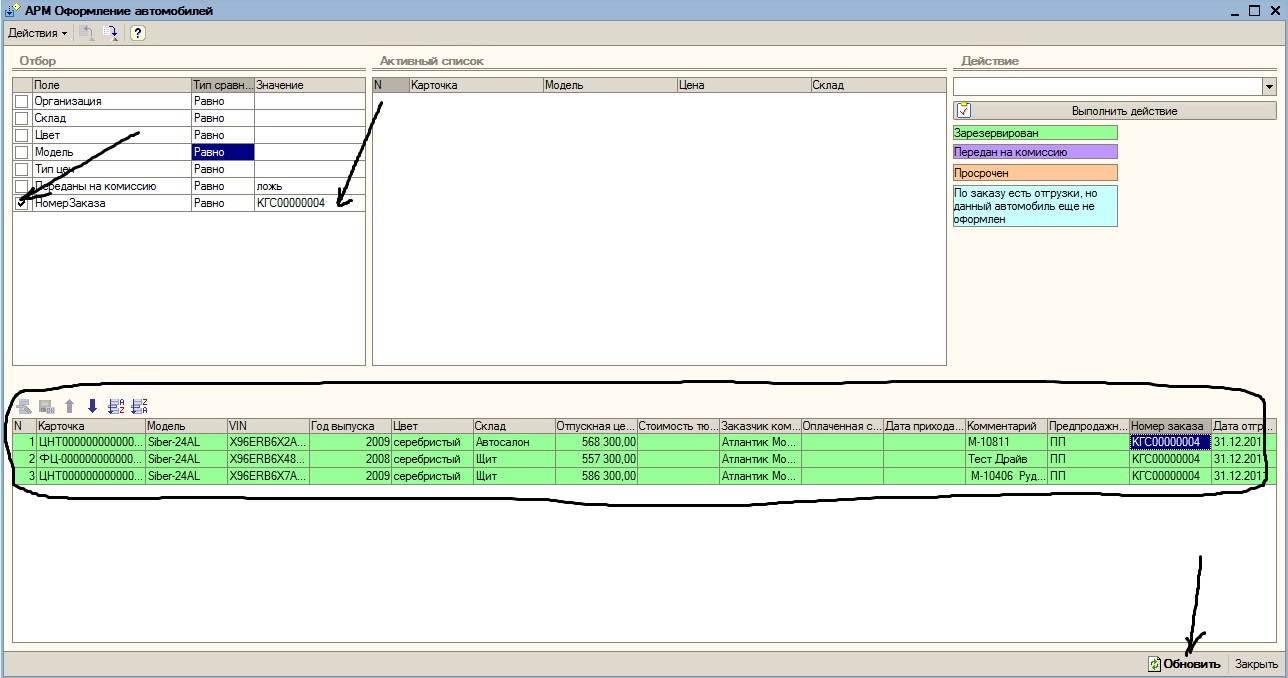 АРМ Оформление автомобилей
Действия
Отбор
Поле Тип сравн... Значение
Организация Равно
Склад Равно
Цвет Равно
Модель Равно
Тип цен Равно
Переданы на комиссию Равно ложь
НомерЗаказа Равно КГС00000004
Активный список
N Карточка Модель Цена Склад
Действие
Выполнить действие
Зарезервирован
Передан на комиссию
Просрочен
По заказу есть отгрузки, но
данный автомобиль еще не
оформлен
N Карточка Модель VIN Год выпуска Цвет Склад Отпускная це... Стоимость тю... Заказчик ком... Оплаченная с... Дата прихода... Комментарий Предпродажн... Номер заказа Дата отгр...
1 ЦНТ000000000000... Siber-24AL X96ERB6X2A... 2009 серебристый Автосалон 568 300,00 Атлантик Мо... М-10811 ПП КГС00000004 31.12.201
2 ФЦ-000000000000... Siber-24AL X96ERB6X48... 2008 серебристый Щит 557 300,00 Атлантик Мо... Тест Драйв ПП КГС00000004 31.12.201
3 ЦНТ000000000000... Siber-24AL X96ERB6X7A... 2009 серебристый Щит 586 300,00 Атлантик Мо... М-10406 Руд... ПП КГС00000004 31.12.201
Обновить Закрыть